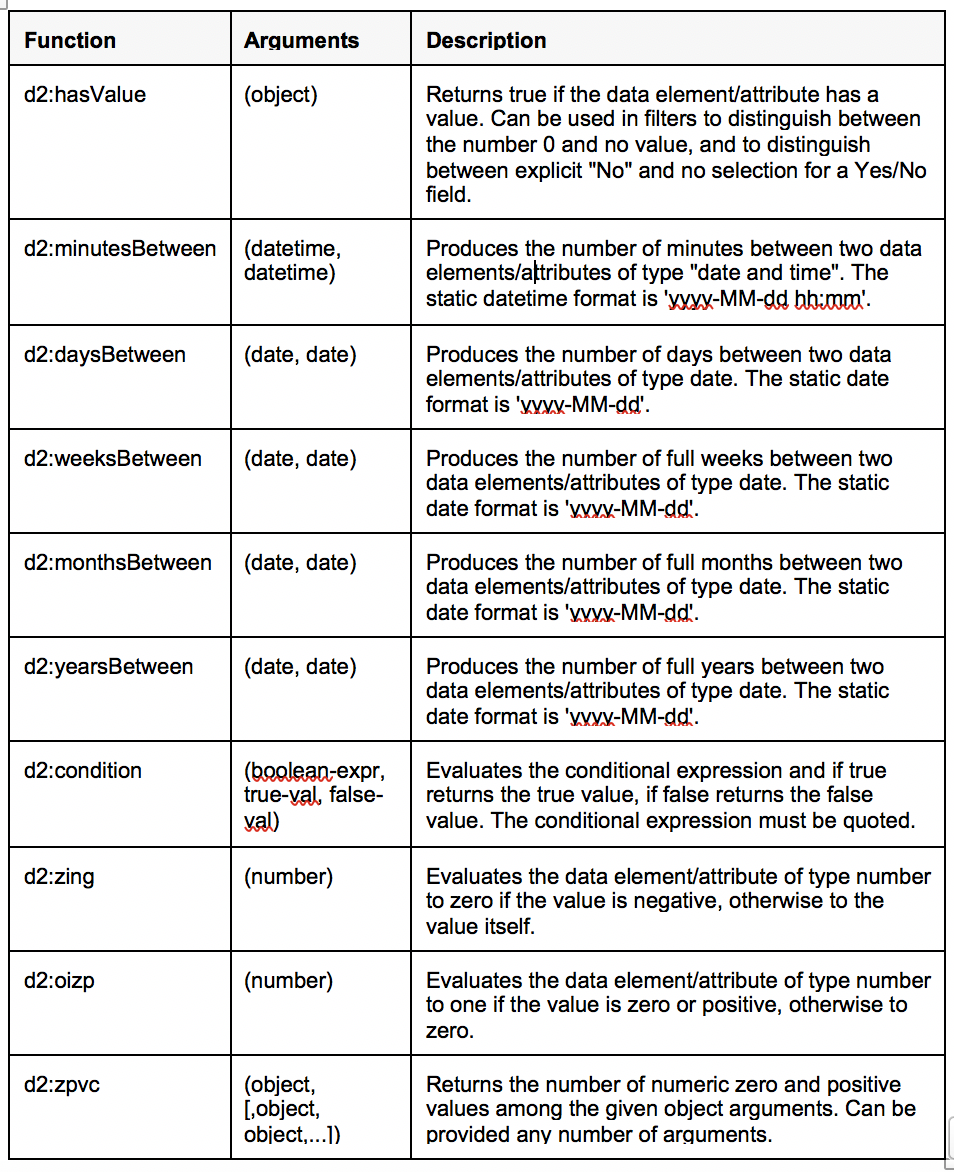 Function Arguments Description
d2:hasValue (object) Returns true if the data element/attribute has a
value. Can be used in filters to distinguish between
the number 0 and no value, and to distinguish
between explicit "No" and no selection for a Yes/No
field.
d2:minutesBetween (datetime, Produces the number of minutes between two data
datetime) elements/attributes of type "date and time". The
static datetime format is 'yyyy-MM-dd hh:mm'.
d2:daysBetween (date, date) Produces the number of days between two data
elements/attributes of type date. The static date
format is 'yyyy-MM-dd'.
d2:weeksBetween (date, date) Produces the number of full weeks between two
data elements/attributes of type date. The static
date format is 'yyyy-MM-dd'.
d2:monthsBetween (date, date) Produces the number of full months between two
data elements/attributes of type date. The static
date format is 'yyyy-MM-dd'.
d2:yearsBetween (date, date) Produces the number of full years between two
data elements/attributes of type date. The static
date format is 'yyyy-MM-dd'.
d2:condition (boolean-expr, Evaluates the conditional expression and if true
true-val, false- returns the true value, if false returns the false
val) value. The conditional expression must be quoted.
d2:zing (number) Evaluates the data element/attribute of type number
to zero if the value is negative, otherwise to the
value itself.
d2:oizp (number) Evaluates the data element/attribute of type number
to one if the value is zero or positive, otherwise to
zero.
d2:zpvc (object, Returns the number of numeric zero and positive
[,object, values among the given object arguments. Can be
object,...]) provided any number of arguments.